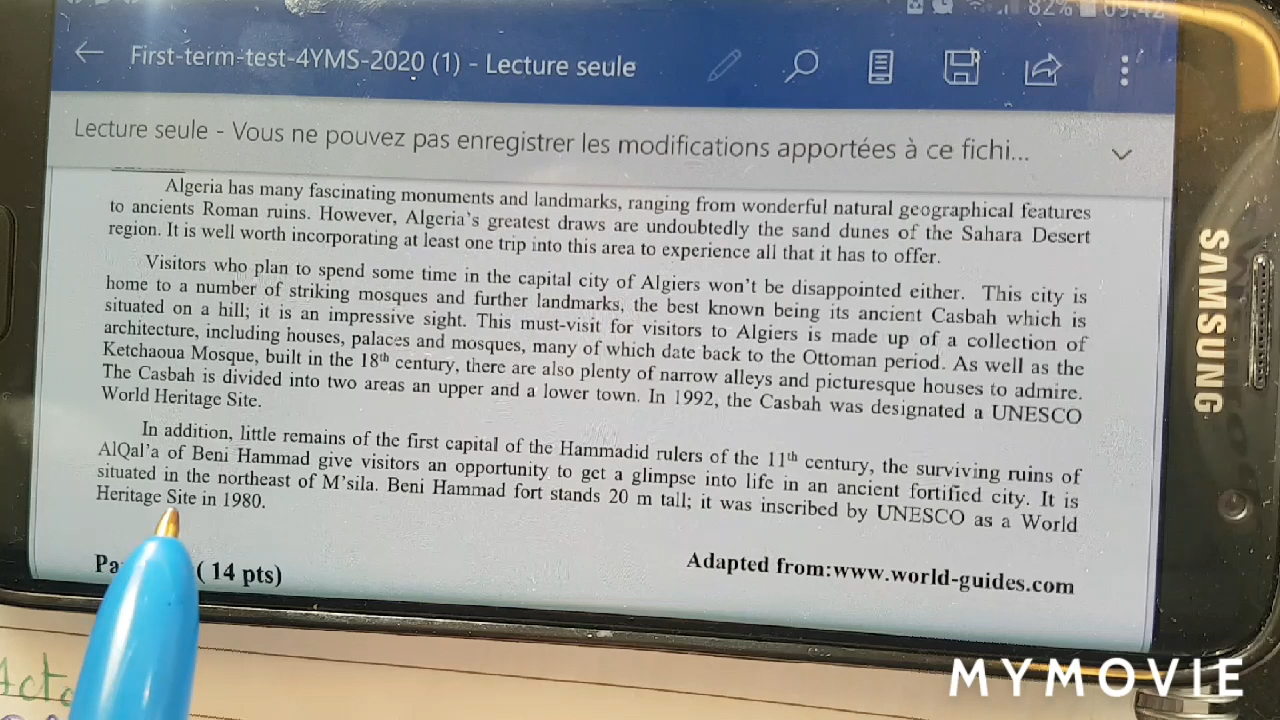 82% 09:42
First-term-test-4YMS-2020 (1) - Lecture seule
Lecture seule - Vous ne pouvez pas enregistrer les modifications apportées à ce fichi...
Algeria has many fascinating monuments and landmarks, ranging from wonderful natural geographical features
to ancients Roman ruins. However, Algeria's greatest draws are undoubtedly the sand dunes of the Sahara Desert
region. It is well worth incorporating at least one trip into this area to experience all that it has to offer.
Visitors who plan to spend some time in the capital city of Algiers won't be disappointed either. This city is
home to a number of striking mosques and further landmarks, the best known being its ancient Casbah which is
situated on a hill; it is an impressive sight. This must-visit for visitors to Algiers is made up of a collection of
architecture, including houses, palaces and mosques, many of which date back to the Ottoman period. As well as the
Ketchaoua Mosque, built in the 18th century, there are also plenty of narrow alleys and picturesque houses to admire.
The Casbah is divided into two areas an upper and a lower town. In 1992, the Casbah was designated a UNESCO
World Heritage Site.
In addition, little remains of the first capital of the Hammadid rulers of the 11th century, the surviving ruins of
AlQal'a of Beni Hammad give visitors an opportunity to get a glimpse into life in an ancient fortified city. It is
situated in the northeast of M'sila. Beni Hammad fort stands 20 m tall; it was inscribed by UNESCO as a World
Heritage Site in 1980.
Adapted from:www.world-guides.com
Pa ( 14 pts)
SAMSUNG
MYMOVIE